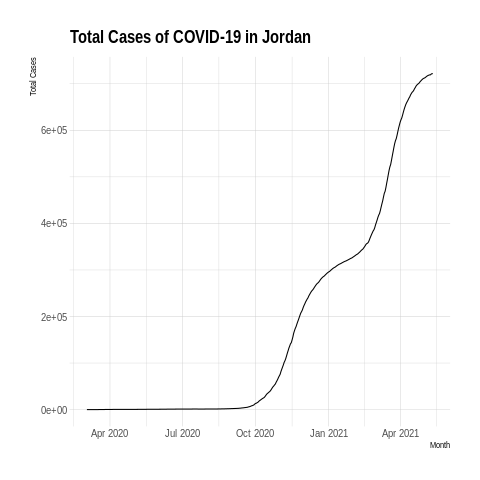 Total Cases of COVID-19 in Jordan
Total Cases
6e+05
4e+05
2e+05
0e+00
Apr 2020 Jul 2020 Oct 2020 Jan 2021 Apr 2021
Month